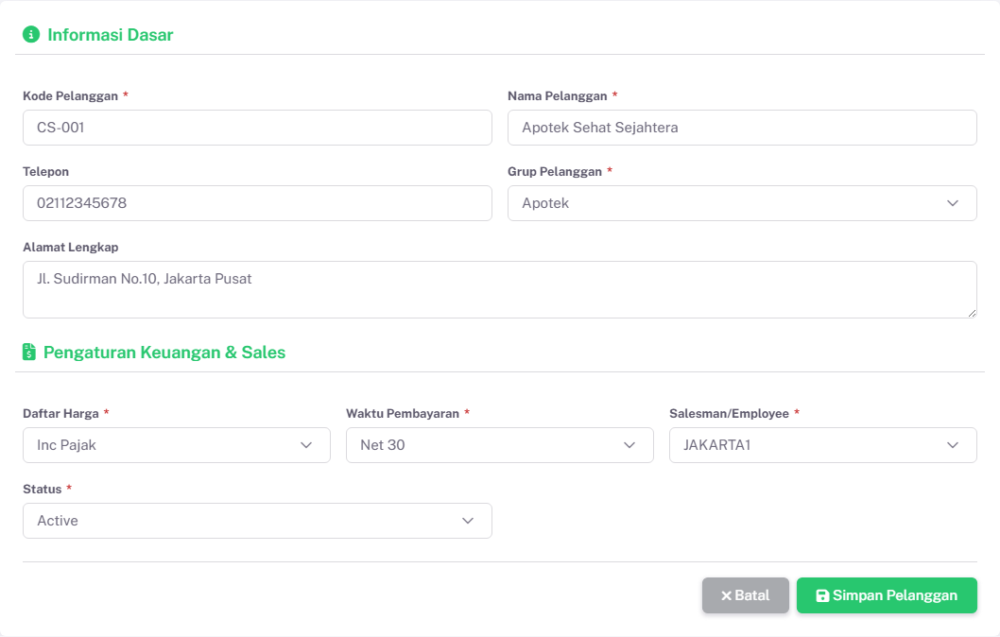 Informasi Dasar
Kode Pelanggan * Nama Pelanggan *
CS-001 Apotek Sehat Sejahtera
Telepon Grup Pelanggan *
02112345678 Apotek
Alamat Lengkap
Jl. Sudirman No.10, Jakarta Pusat
Pengaturan Keuangan & Sales
Daftar Harga * Waktu Pembayaran * Salesman/Employee *
Inc Pajak Net 30 JAKARTA1
Status *
Active
Batal Simpan Pelanggan